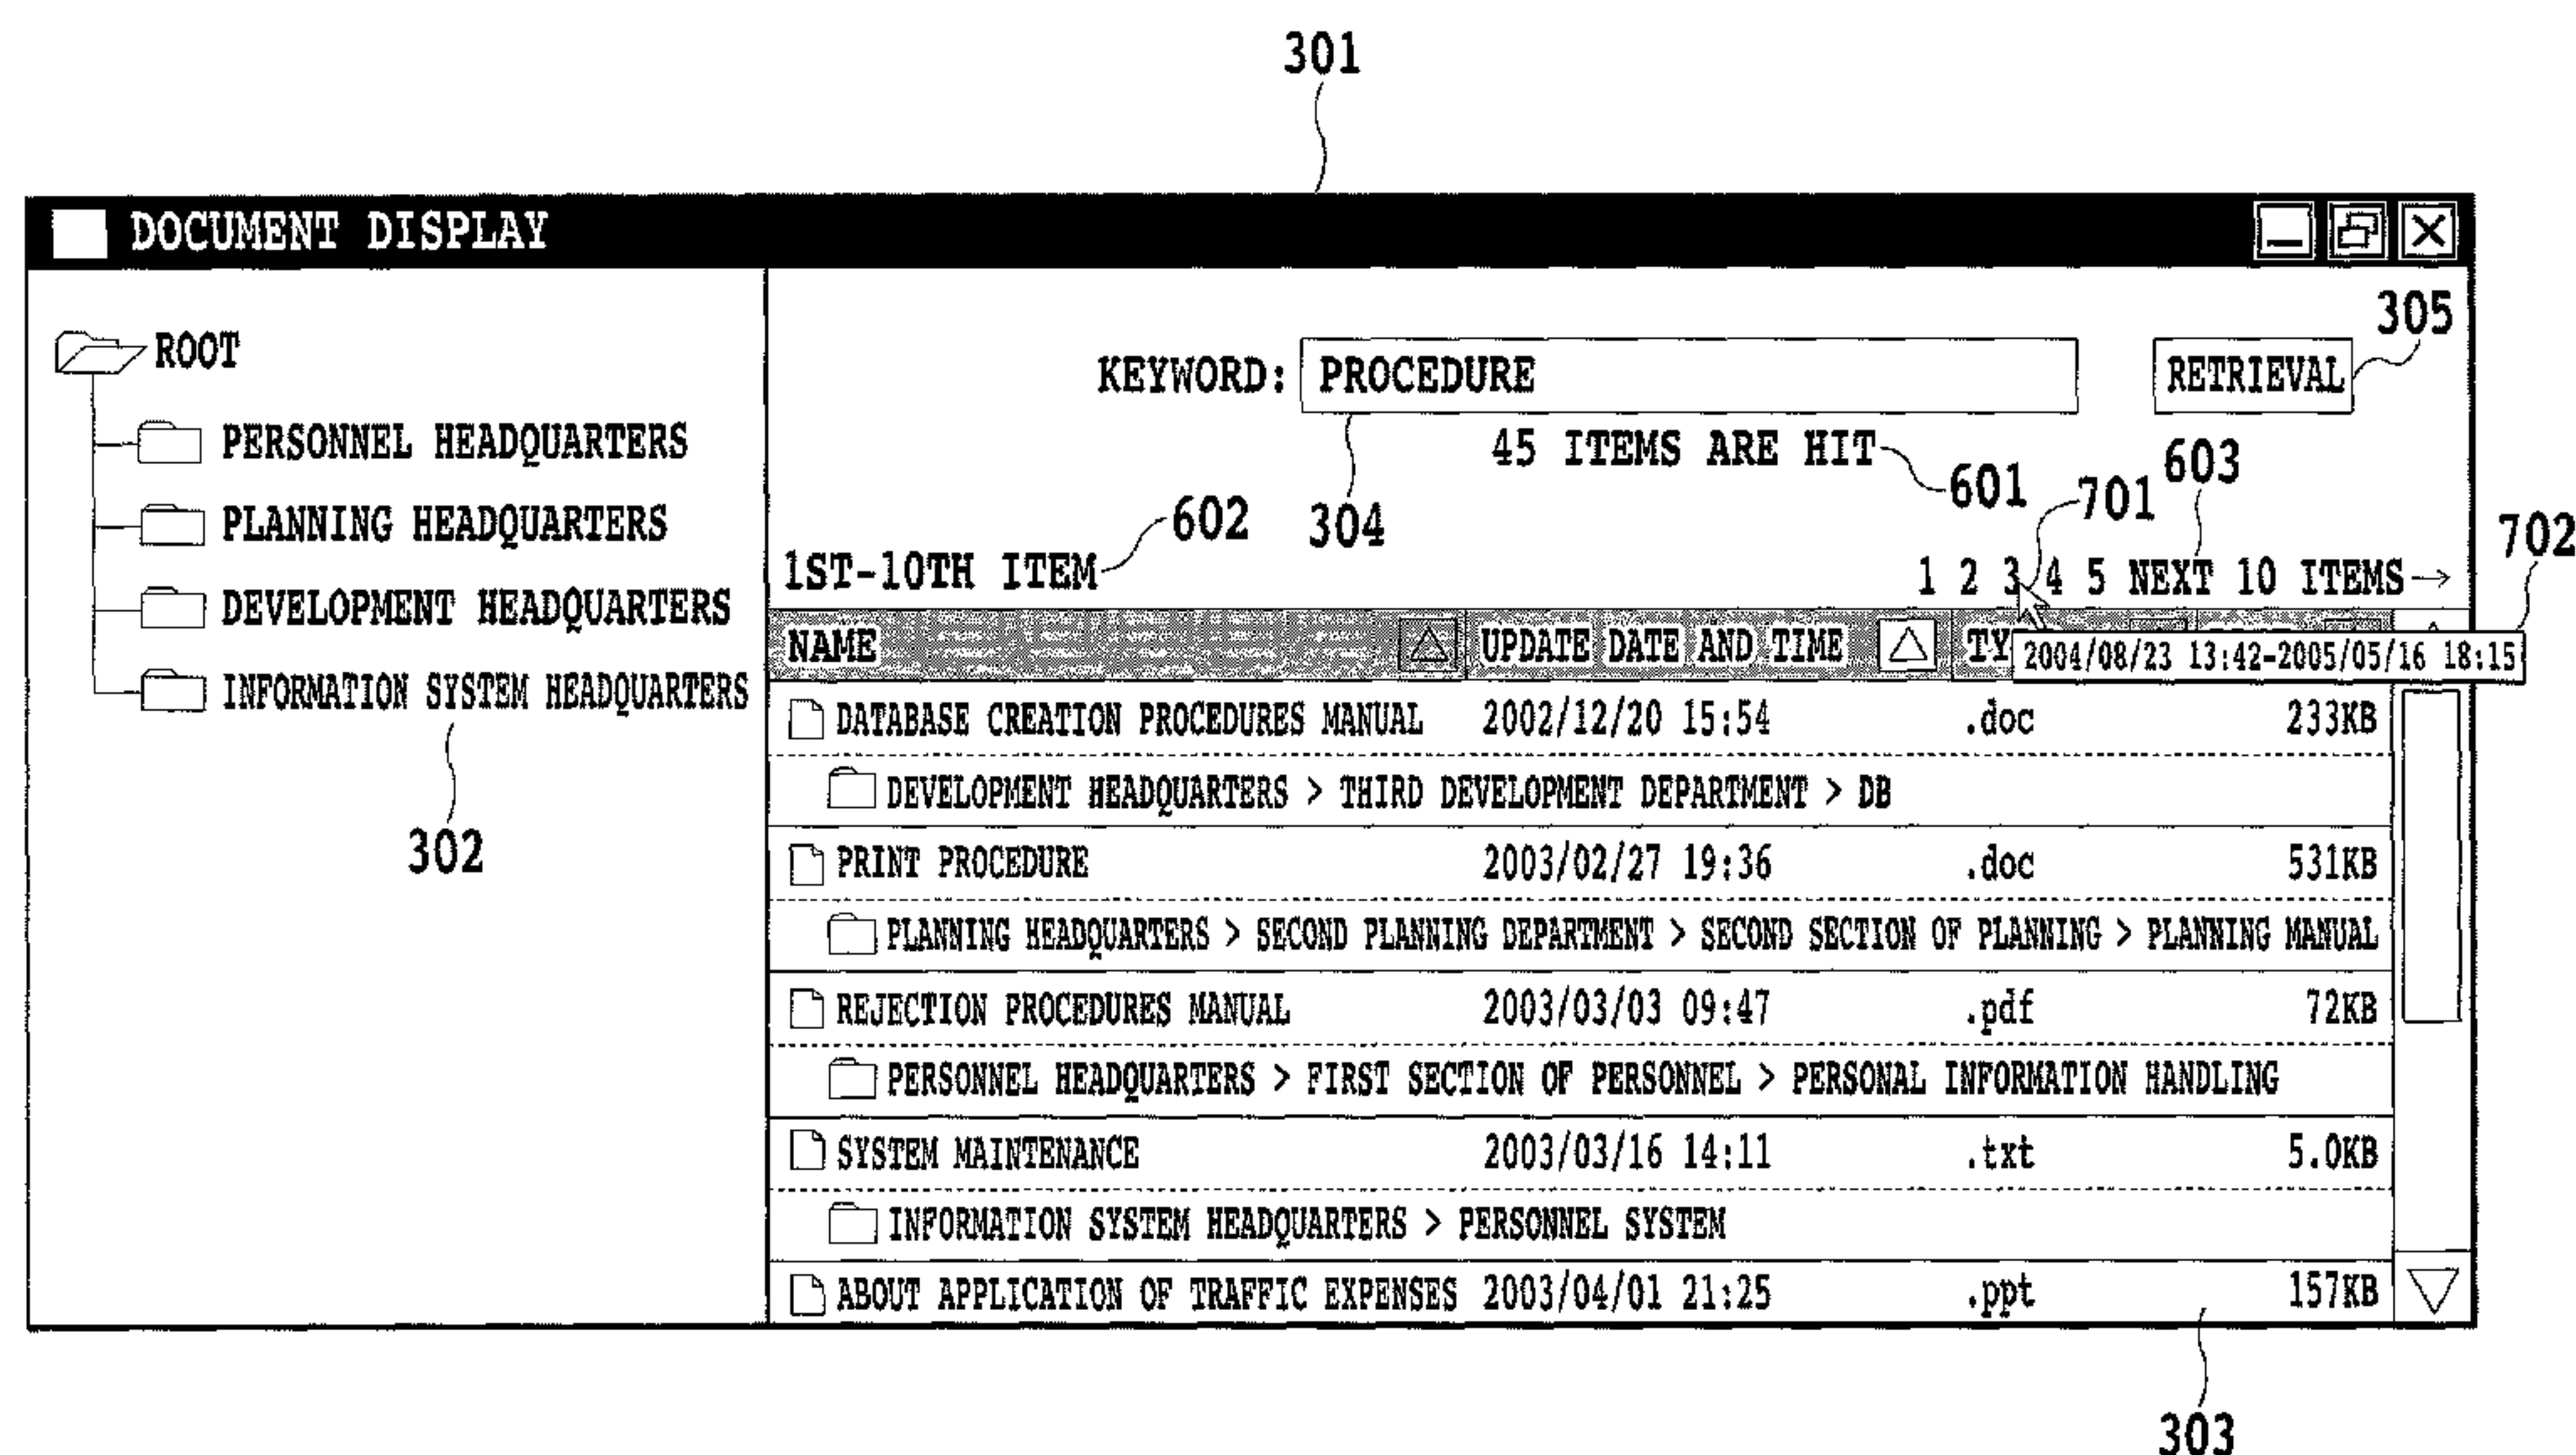 301
DOCUMENT DISPLAY
305
ROOT
KEYWORD: PROCEDURE RETRIEVAL
PERSONNEL HEADQUARTERS
45 ITEMS ARE HIT
601 701 603
602 304 702
PLANNING HEADQUARTERS
1ST-10TH ITEM 1 2 3 4 5 NEXT 10 ITEMS→
DEVELOPMENT HEADQUARTERS
NAME △ UPDATE DATE AND TIME △ TY
2004/08/23 13:42-2005/05/16 18:15
INFORMATION SYSTEM HEADQUARTERS
302
DATABASE CREATION PROCEDURES MANUAL 2002/12/20 15:54 .doc 233KB
DEVELOPMENT HEADQUARTERS > THIRD DEVELOPMENT DEPARTMENT > DB
PRINT PROCEDURE 2003/02/27 19:36 .doc 531KB
PLANNING HEADQUARTERS > SECOND PLANNING DEPARTMENT > SECOND SECTION OF PLANNING > PLANNING MANUAL
REJECTION PROCEDURES MANUAL 2003/03/03 09:47 .pdf 72KB
PERSONNEL HEADQUARTERS > FIRST SECTION OF PERSONNEL > PERSONAL INFORMATION HANDLING
SYSTEM MAINTENANCE 2003/03/16 14:11 .txt 5.0KB
INFORMATION SYSTEM HEADQUARTERS > PERSONNEL SYSTEM
ABOUT APPLICATION OF TRAFFIC EXPENSES 2003/04/01 21:25 .ppt 157KB
303